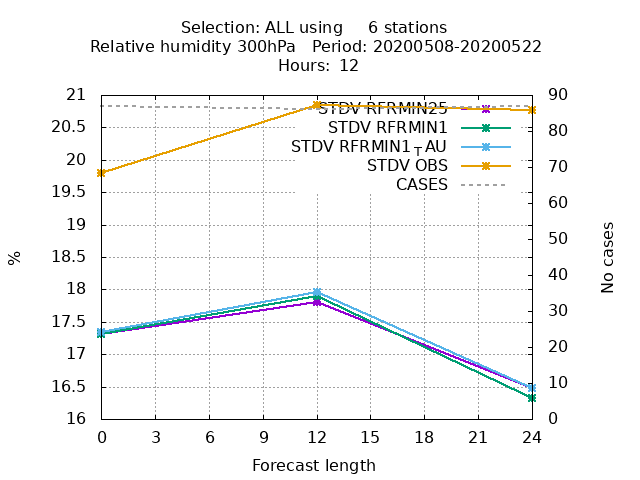 Selection: ALL using 6 stations
Relative humidity 300hPa Period: 20200508-20200522
Hours: 12
21
20.5
20
19.5
19
18.5
18
17.5
17
16.5
16
%
90
80
70
60
50
40
30
20
10
0
No cases
STDV RFRMIN25
STDV RFRMIN1
STDV RFRMIN1_TAU
STDV OBS
CASES
0 3 6 9 12 15 18 21 24
Forecast length